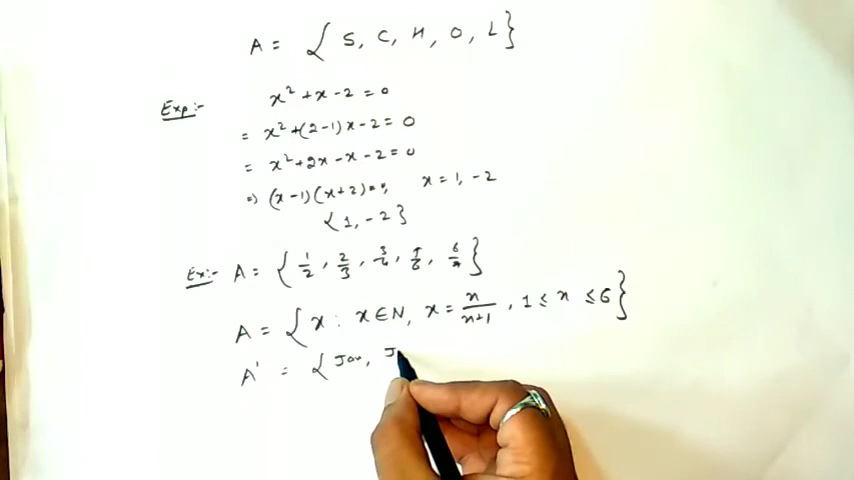 A = { S, C, H, O, L }
Exp:- x² + x - 2 = 0
= x² + (2-1)x - 2 = 0
= x² + 2x - x - 2 = 0
=> (x-1)(x+2) = 0, x = 1, -2
{ 1, -2 }
Ex:- A = { 1/2, 2/3, 3/4, 5/6, 6/7 }
A = { x : x ∈ N, x = n/n+1, 1 ≤ n ≤ 6 }
A' = { Jan, J